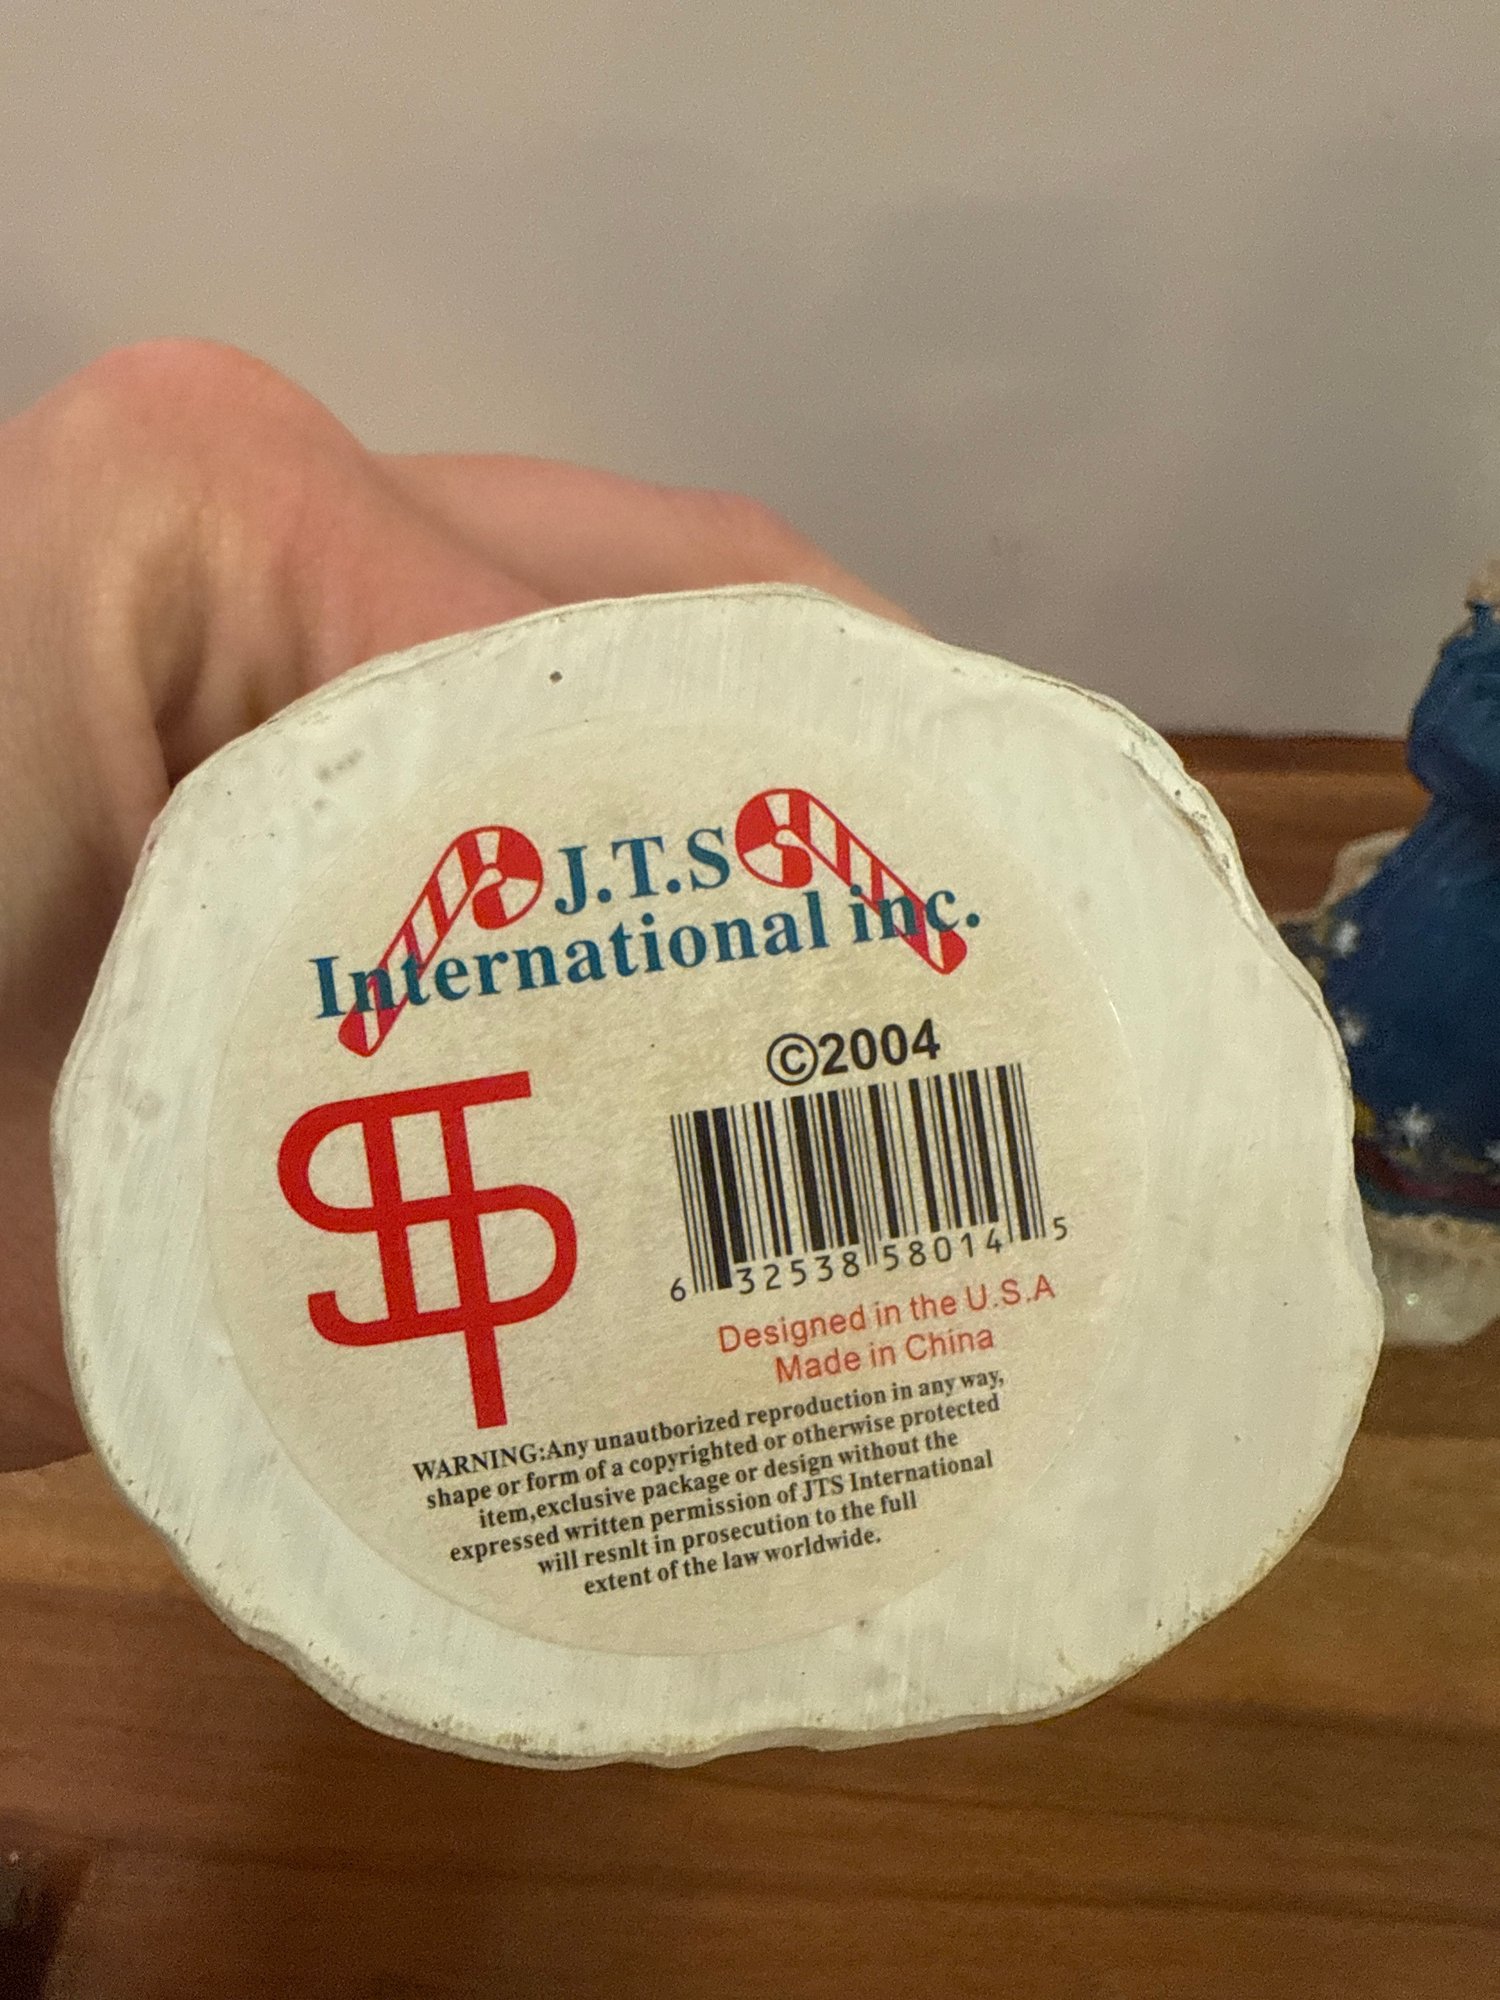 J.T.S
International inc.
©2004
6 32538 58014 5
Designed in the U.S.A
Made in China
WARNING:Any unautborized reproduction in any way,
shape or form of a copyrighted or otherwise protected
item,exclusive package or design without the
expressed written permission of JTS International
will resnlt in prosecution to the full
extent of the law worldwide.